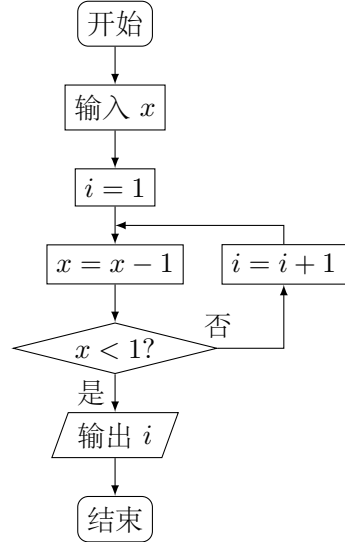 开始
输入 x
i = 1
x = x − 1
i = i + 1
x < 1?
否
是
输出 i
结束